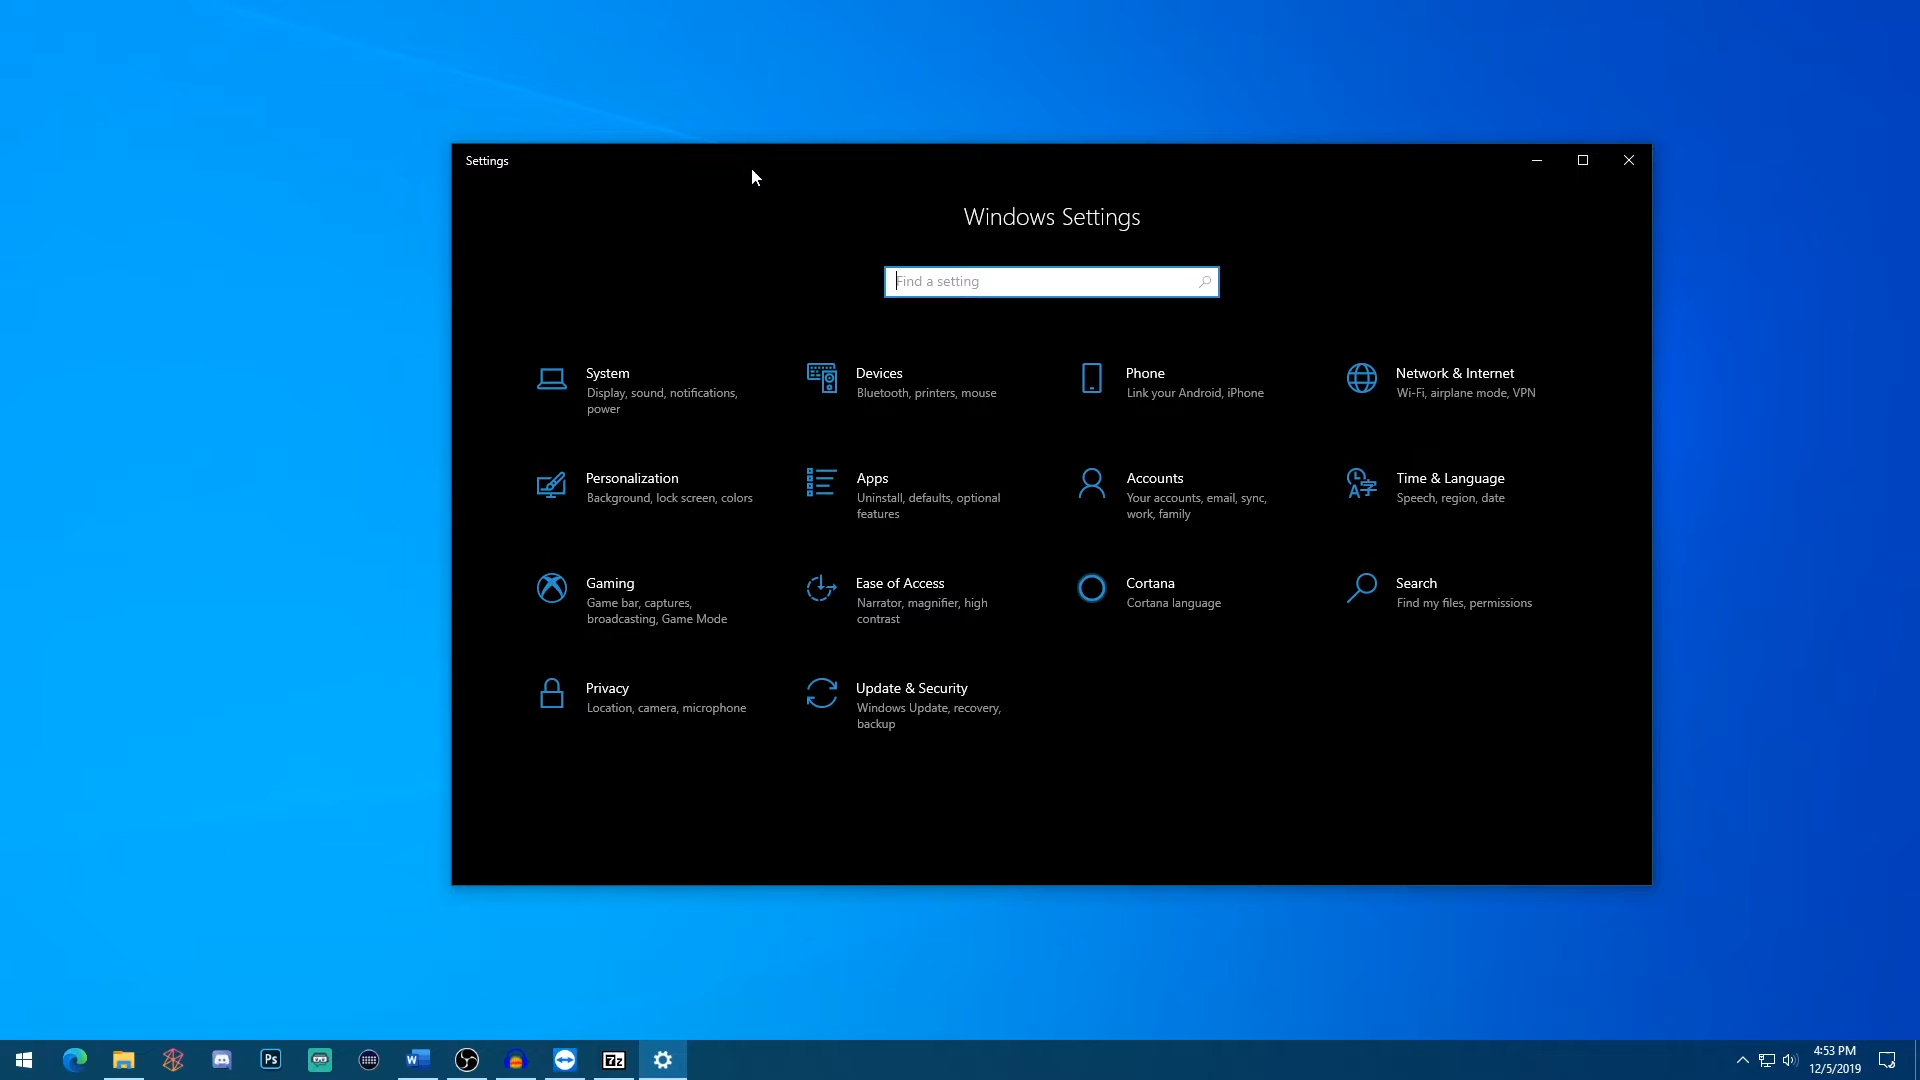 Settings
Windows Settings
Find a setting
System
Display, sound, notifications,
power
Devices
Bluetooth, printers, mouse
Phone
Link your Android, iPhone
Network & Internet
Wi-Fi, airplane mode, VPN
Personalization
Background, lock screen, colors
Apps
Uninstall, defaults, optional
features
Accounts
Your accounts, email, sync,
work, family
Time & Language
Speech, region, date
Gaming
Game bar, captures,
broadcasting, Game Mode
Ease of Access
Narrator, magnifier, high
contrast
Cortana
Cortana language
Search
Find my files, permissions
Privacy
Location, camera, microphone
Update & Security
Windows Update, recovery,
backup
Ps
W
7z
4:53 PM
12/5/2019